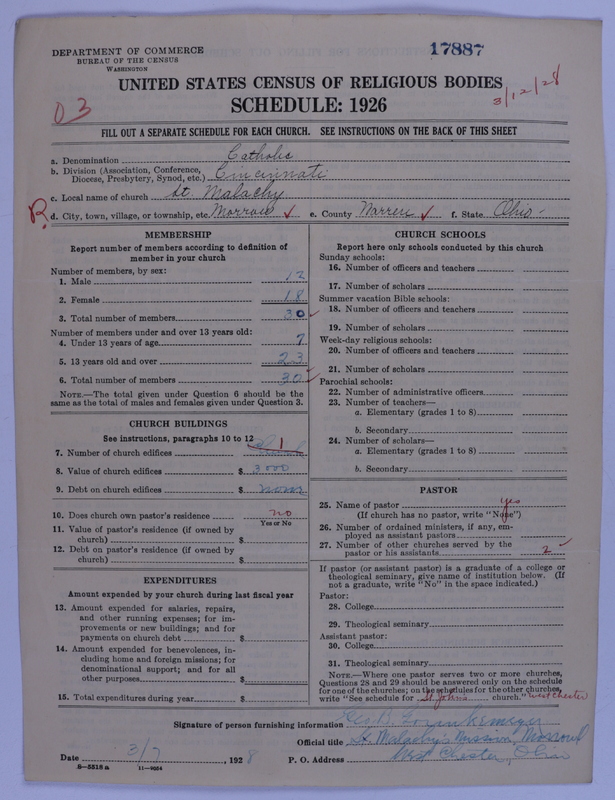 DEPARTMENT OF COMMERCE
BUREAU OF THE CENSUS
WASHINGTON
17887
UNITED STATES CENSUS OF RELIGIOUS BODIES
SCHEDULE: 1926
3/12/28
03
FILL OUT A SEPARATE SCHEDULE FOR EACH CHURCH. SEE INSTRUCTIONS ON THE BACK OF THIS SHEET
a. Denomination Catholic
b. Division (Association, Conference, Diocese, Presbytery, Synod, etc.) Cincinnati
c. Local name of church St. Malachy
R. d. City, town, village, or township, etc. Morrow ✓ e. County Warren ✓ f. State Ohio
MEMBERSHIP
Report number of members according to definition of
member in your church
Number of members, by sex:
1. Male 12
2. Female 18
3. Total number of members 30 ✓
Number of members under and over 13 years old:
4. Under 13 years of age 7
5. 13 years old and over 23
6. Total number of members 30 ✓
NOTE.—The total given under Question 6 should be
same as the total of males and females given under Question 3.
CHURCH BUILDINGS
See instructions, paragraphs 10 to 12
7. Number of church edifices 1
8. Value of church edifices $ 3000
9. Debt on church edifices $ none
10. Does church own pastor's residence no
Yes or No
11. Value of pastor's residence (if owned by
church) $
12. Debt on pastor's residence (if owned by
church) $
EXPENDITURES
Amount expended by your church during last fiscal year
13. Amount expended for salaries, repairs,
and other running expenses; for im-
provements or new buildings; and for
payments on church debt $
14. Amount expended for benevolences, in-
cluding home and foreign missions; for
denominational support; and for all
other purposes $
15. Total expenditures during year $
CHURCH SCHOOLS
Report here only schools conducted by this church
Sunday schools:
16. Number of officers and teachers
17. Number of scholars
Summer vacation Bible schools:
18. Number of officers and teachers
19. Number of scholars
Week-day religious schools:
20. Number of officers and teachers
21. Number of scholars
Parochial schools:
22. Number of administrative officers
23. Number of teachers—
a. Elementary (grades 1 to 8)
b. Secondary
24. Number of scholars—
a. Elementary (grades 1 to 8)
b. Secondary
PASTOR
25. Name of pastor yes
(If church has no pastor, write "None")
26. Number of ordained ministers, if any, em-
ployed as assistant pastors
27. Number of other churches served by the
pastor or his assistants 2 ✓
If pastor (or assistant pastor) is a graduate of a college or
theological seminary, give name of institution below. (If
not a graduate, write "No" in the space indicated.)
Pastor:
28. College
29. Theological seminary
Assistant pastor:
30. College
31. Theological seminary
NOTE.—Where one pastor serves two or more churches,
Questions 28 and 29 should be answered only on the schedule
for one of the churches; on the schedules for the other churches,
write "See schedule for St. John's church." West Chester
Signature of person furnishing information Geo. B.
Official title St. Malachy's Mission, Morrow
Date 3/7, 1928 P. O. Address West Chester, Ohio
8—5518 a 11—9004